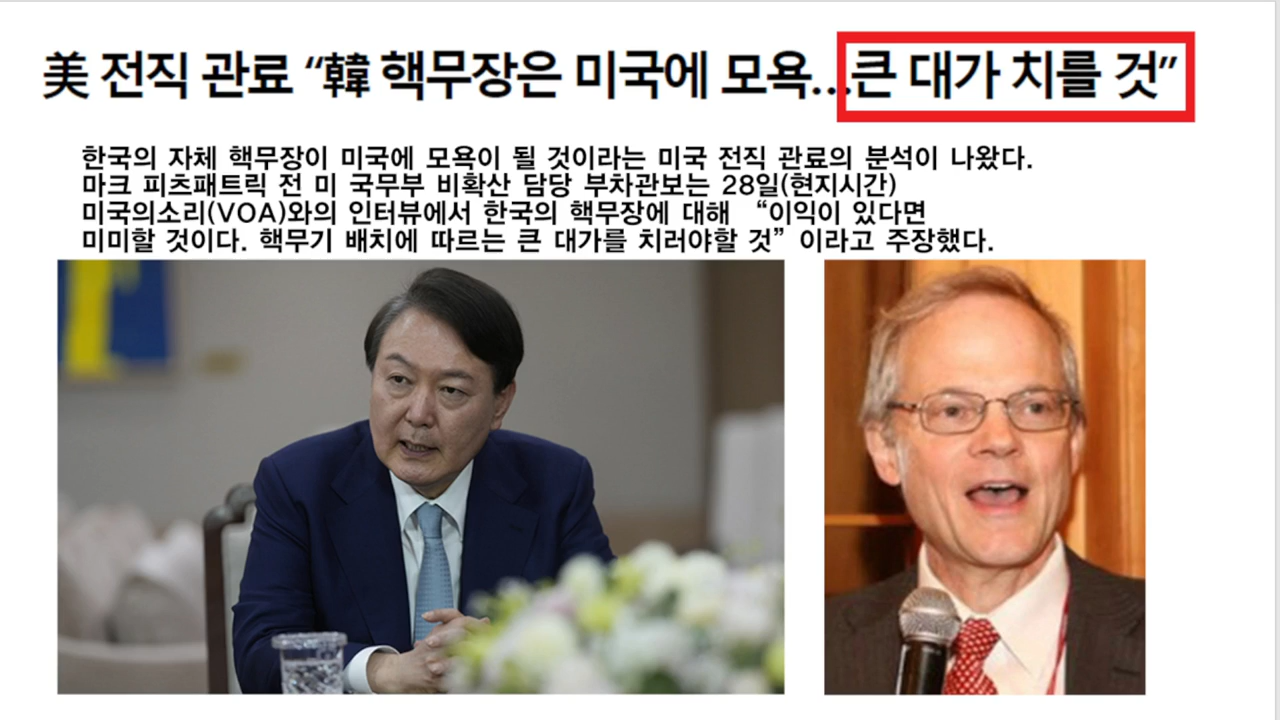 美 전직 관료 “韓 핵무장은 미국에 모욕…큰 대가 치를 것”
한국의 자체 핵무장이 미국에 모욕이 될 것이라는 미국 전직 관료의 분석이 나왔다.
마크 피츠패트릭 전 미 국무부 비확산 담당 부차관보는 28일(현지시간)
미국의소리(VOA)와의 인터뷰에서 한국의 핵무장에 대해 “이익이 있다면
미미할 것이다. 핵무기 배치에 따르는 큰 대가를 치러야할 것” 이라고 주장했다.